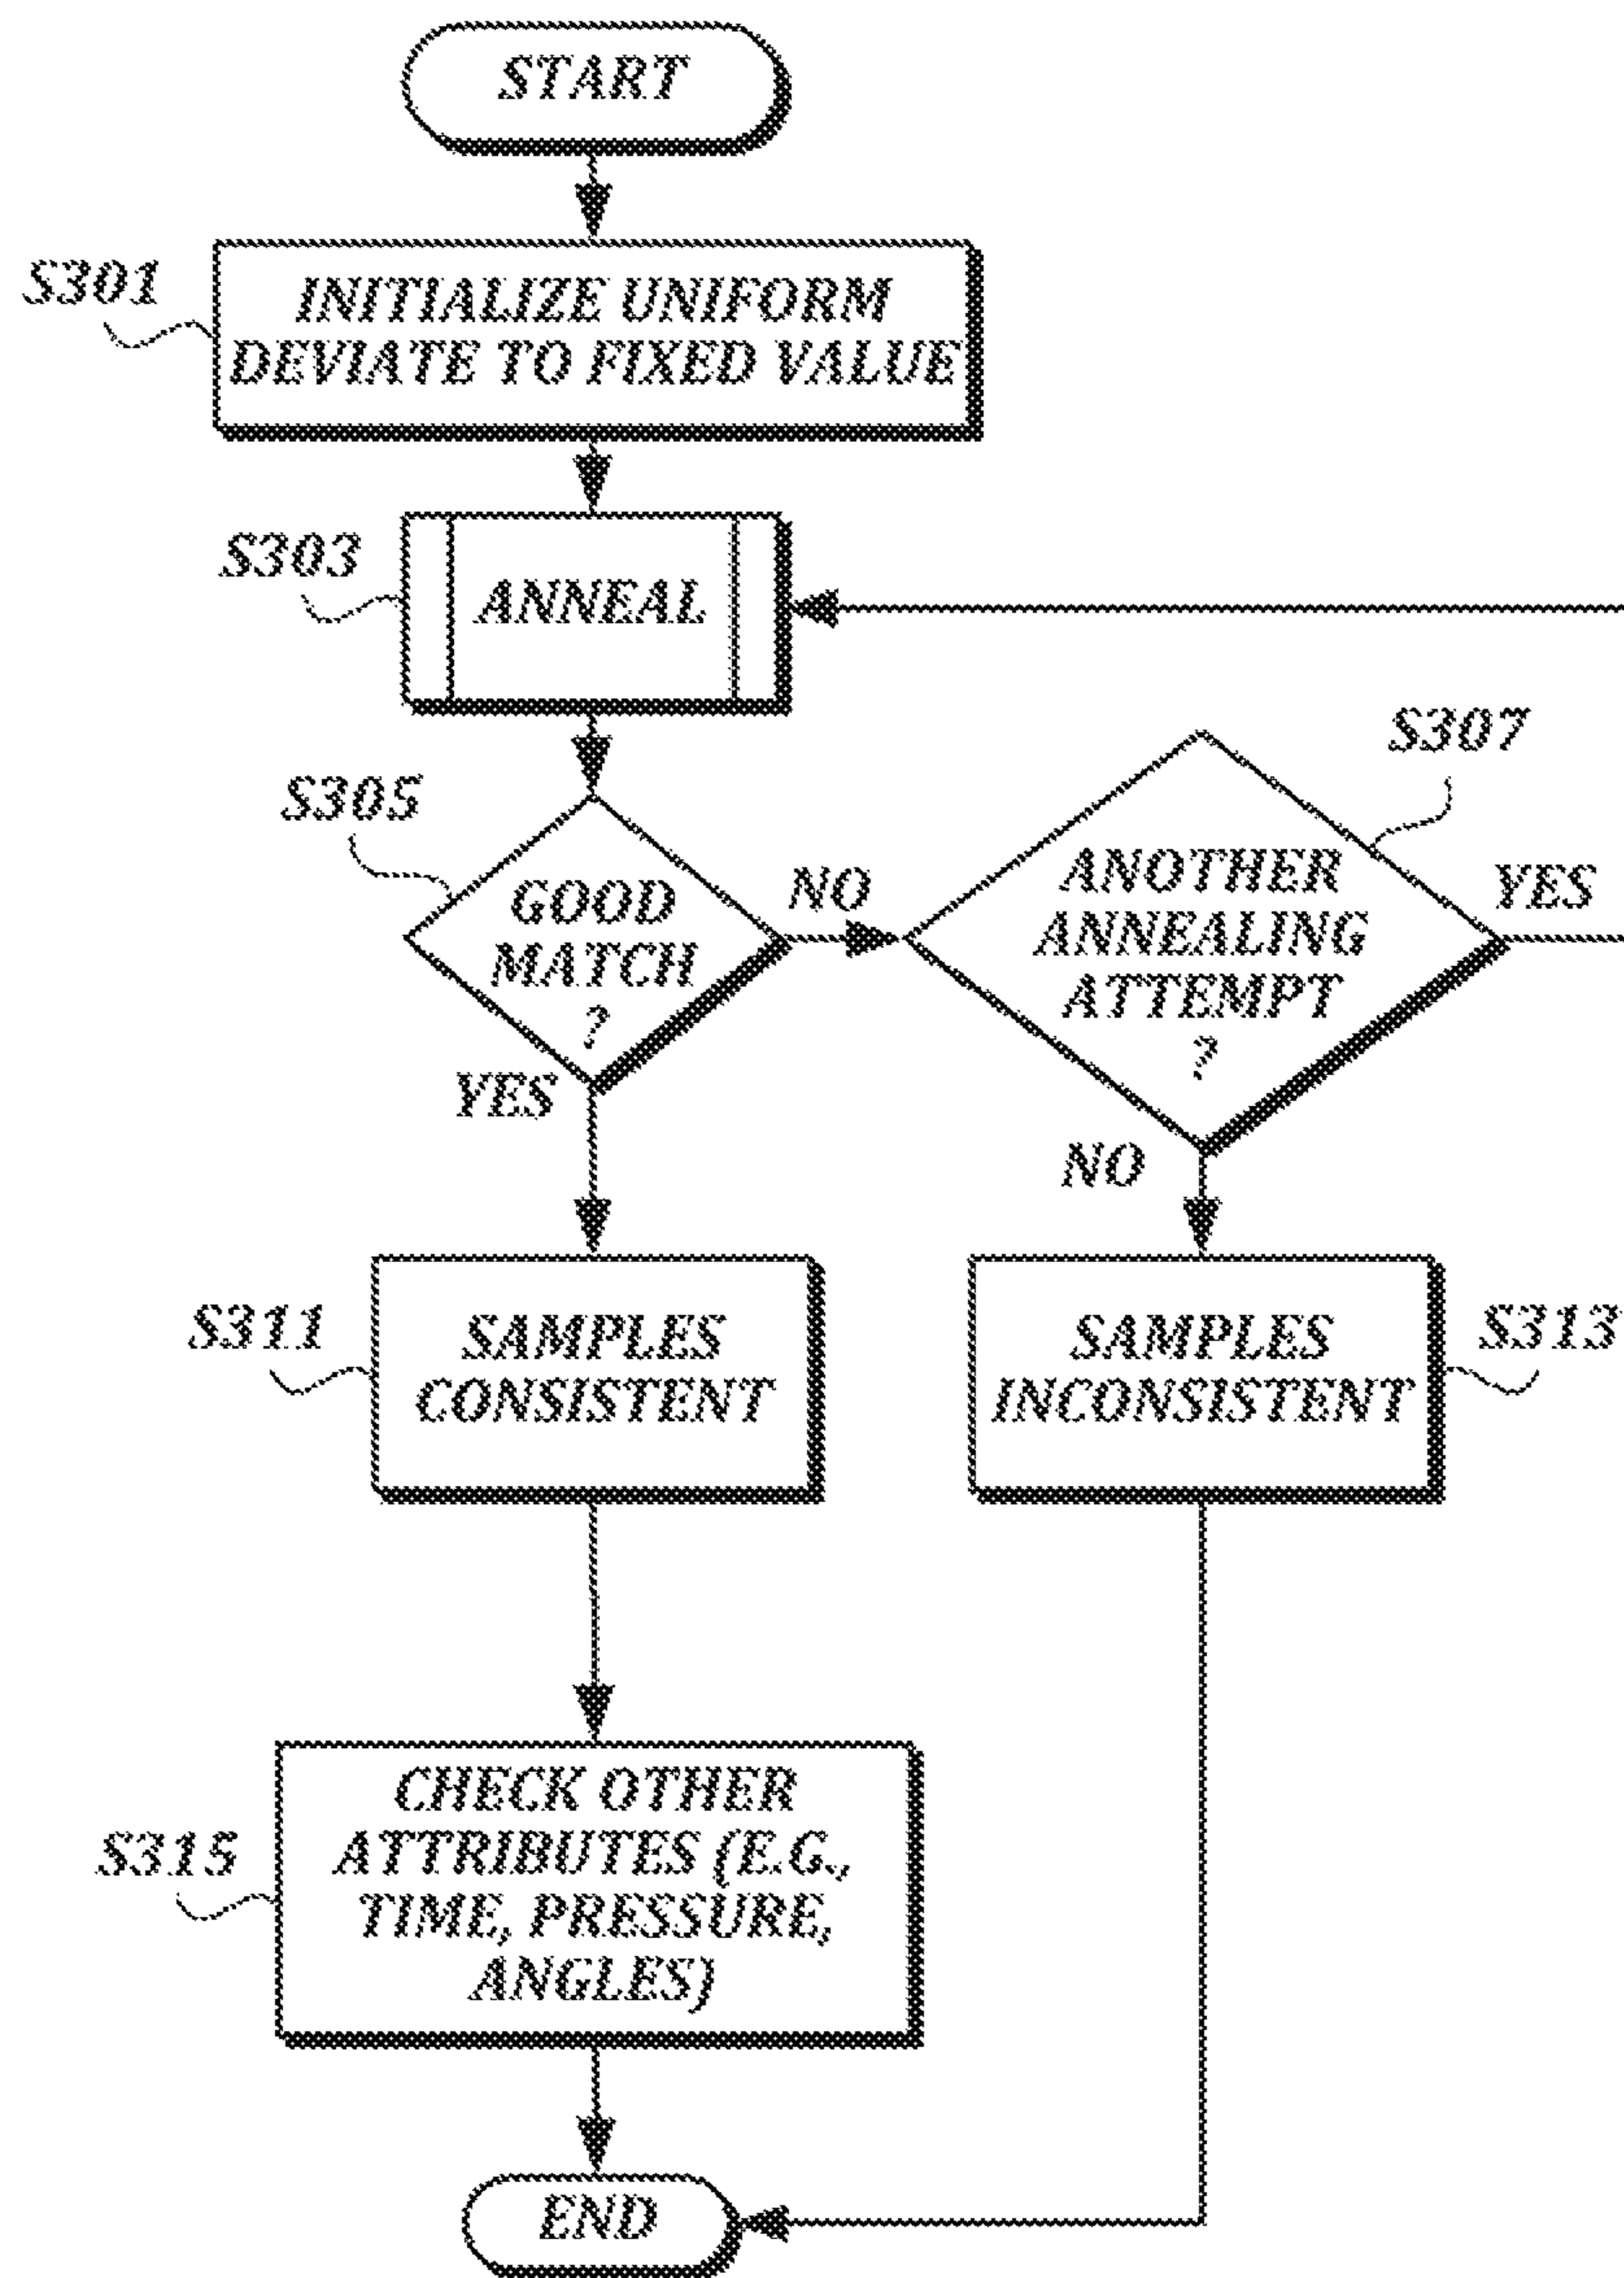 START
S301
INITIALIZE UNIFORM
DEVIATE TO FIXED VALUE
S303
ANNEAL
S305
GOOD
MATCH
?
NO
YES
S307
ANOTHER
ANNEALING
ATTEMPT
?
YES
NO
S311
SAMPLES
CONSISTENT
SAMPLES
INCONSISTENT
S313
S315
CHECK OTHER
ATTRIBUTES (E.G.,
TIME, PRESSURE,
ANGLES)
END